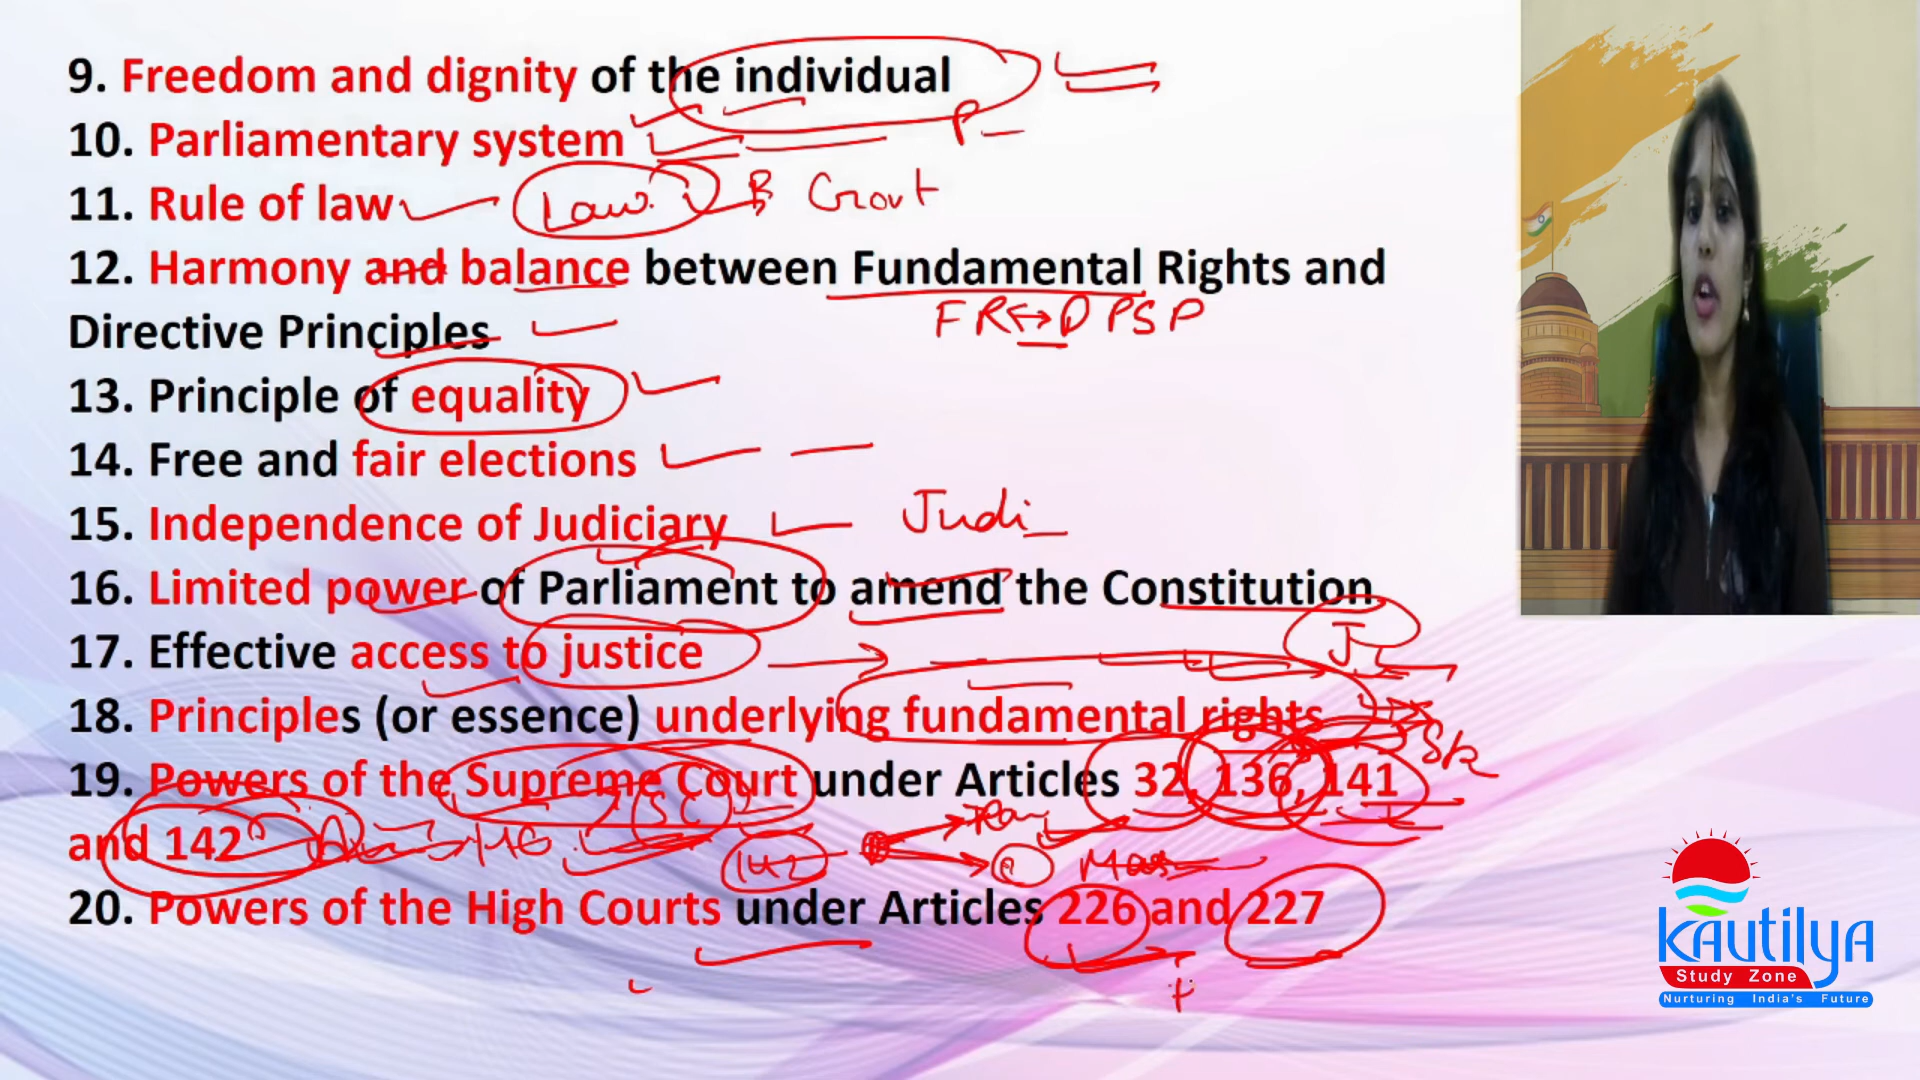 9. Freedom and dignity of the individual
P
10. Parliamentary system
11. Rule of law Law B Govt
12. Harmony and balance between Fundamental Rights and
Directive Principles FR↔DPSP
13. Principle of equality
14. Free and fair elections
15. Independence of Judiciary Judi
16. Limited power of Parliament to amend the Constitution
17. Effective access to justice J
18. Principles (or essence) underlying fundamental rights
19. Powers of the Supreme Court under Articles 32, 136, 141
and 142 SC 142
20. Powers of the High Courts under Articles 226 and 227
Kautilya
Study Zone
Nurturing India's Future